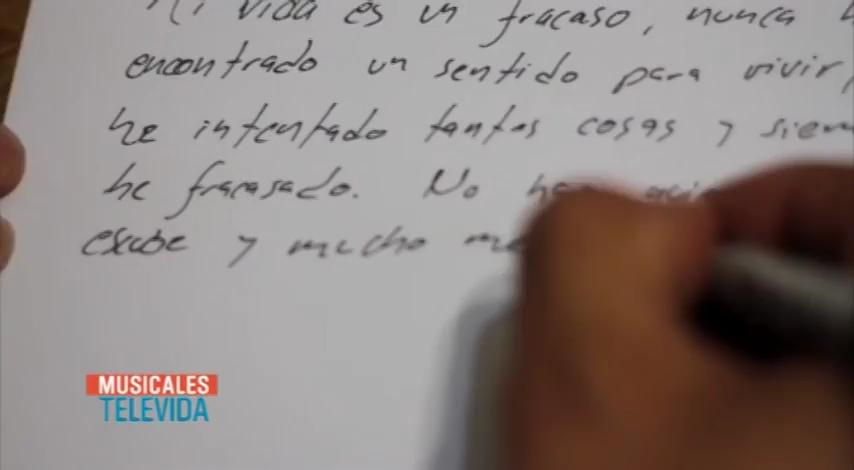 Mi vida es un fracaso, nunca
encontrado un sentido para vivir,
he intentado tantas cosas y
he fracasado. No
y mucho
MUSICALES
TELEVIDA